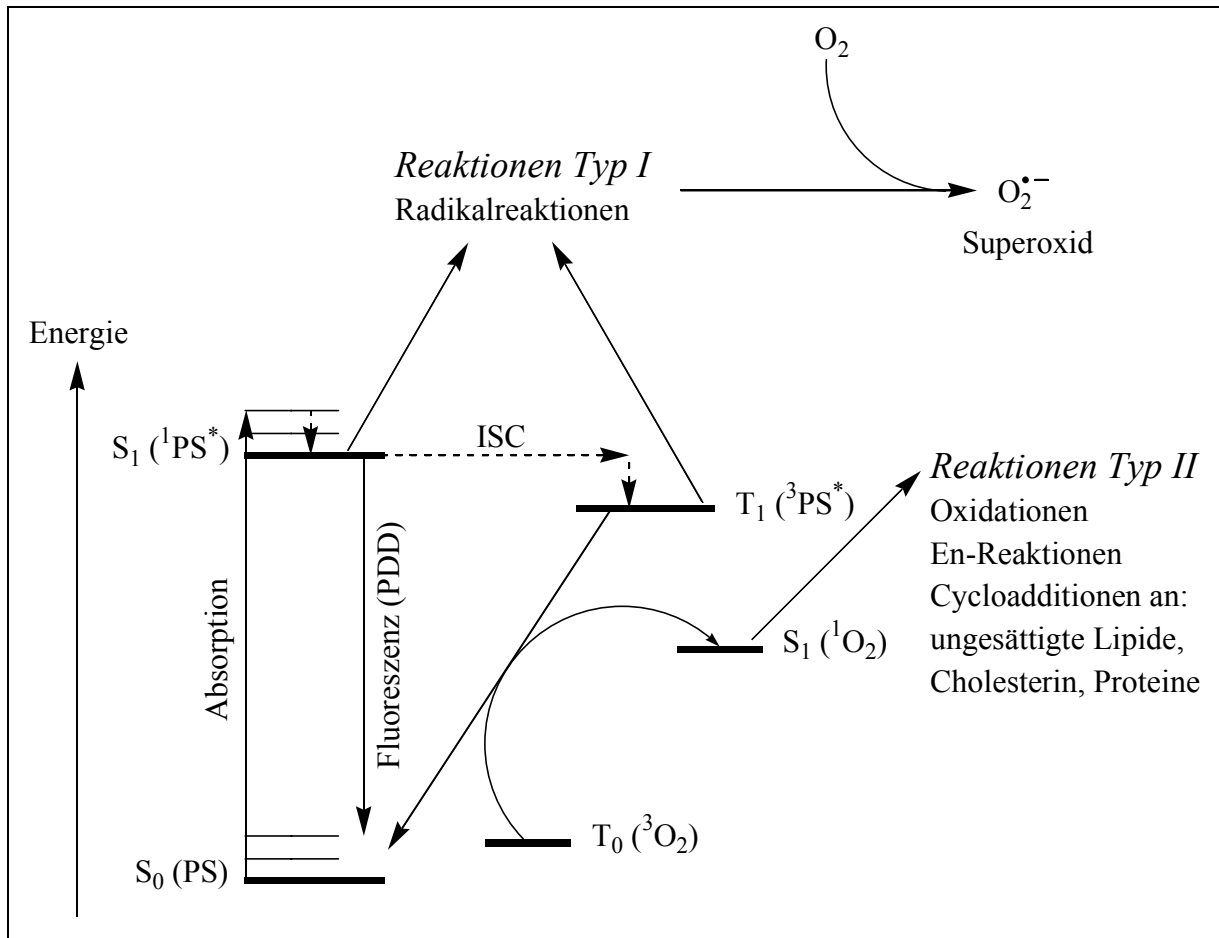 O₂
Reaktionen Typ I
Radikalreaktionen
O₂•−
Superoxid
Energie
S₁ (¹PS*)
ISC
T₁ (³PS*)
Reaktionen Typ II
Oxidationen
En-Reaktionen
Cycloadditionen an:
ungesättigte Lipide,
Cholesterin, Proteine
Absorption
Fluoreszenz (PDD)
S₁ (¹O₂)
T₀ (³O₂)
S₀ (PS)